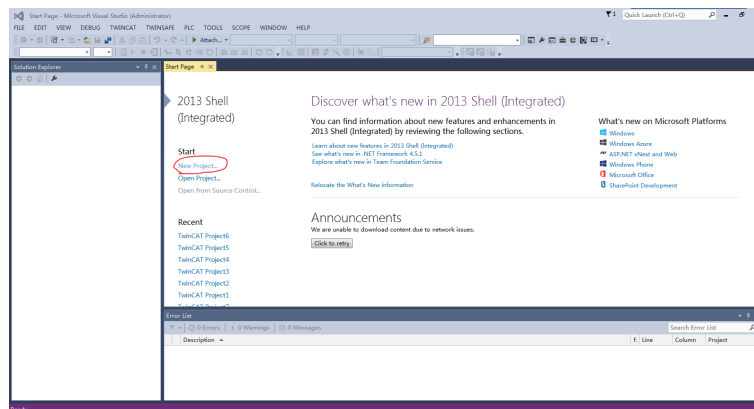 Start Page - Microsoft Visual Studio (Administrator)
1
Quick Launch (Ctrl+Q)
FILE EDIT VIEW DEBUG TWINCAT TWINSAFE PLC TOOLS SCOPE WINDOW HELP
Attach...
Solution Explorer
Start Page
2013 Shell
(Integrated)
Start
New Project...
Open Project...
Open from Source Control...
Recent
TwinCAT Project6
TwinCAT Project5
TwinCAT Project4
TwinCAT Project3
TwinCAT Project2
TwinCAT Project1
Discover what's new in 2013 Shell (Integrated)
You can find information about new features and enhancements in
2013 Shell (Integrated) by reviewing the following sections.
Learn about new features in 2013 Shell (Integrated)
See what's new in .NET Framework 4.5.1
Explore what's new in Team Foundation Service
Relocate the What's New information
Announcements
We are unable to download content due to network issues.
Click to retry
What's new on Microsoft Platforms
Windows
Windows Azure
ASP.NET vNext and Web
Windows Phone
Microsoft Office
SharePoint Development
Error List
0 Errors 0 Warnings 0 Messages
Search Error List
Description F. Line Column Project